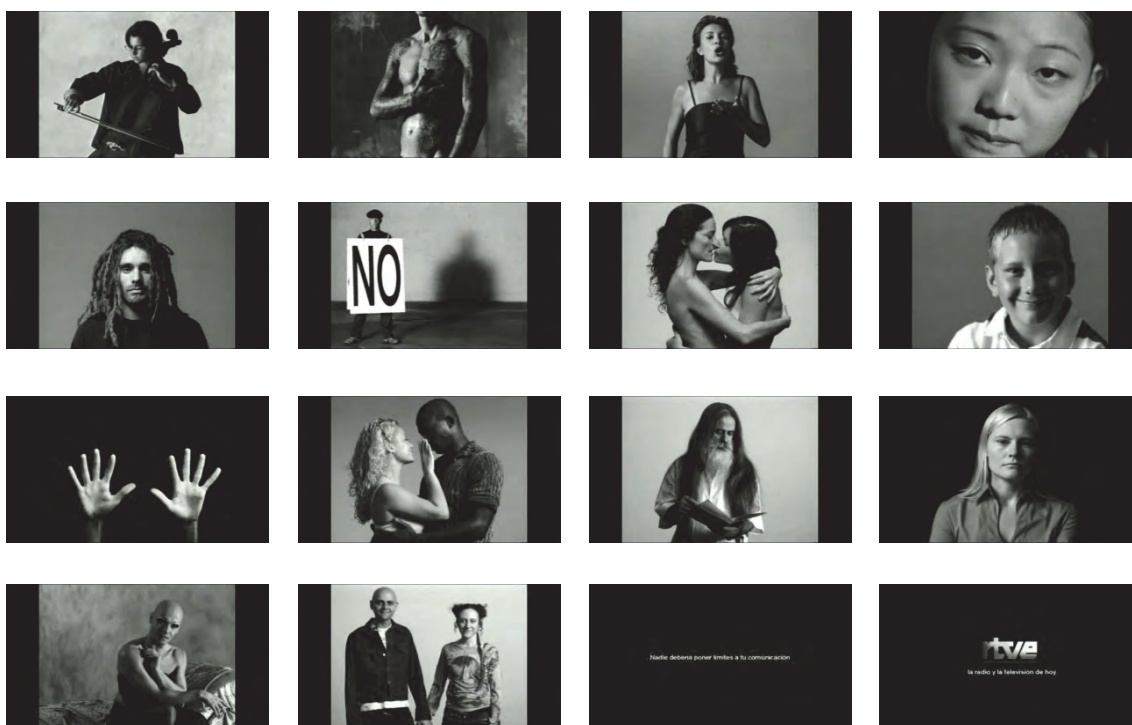 NO
Nadie debería poner límites a tu comunicación
rtve
la radio y la televisión de hoy